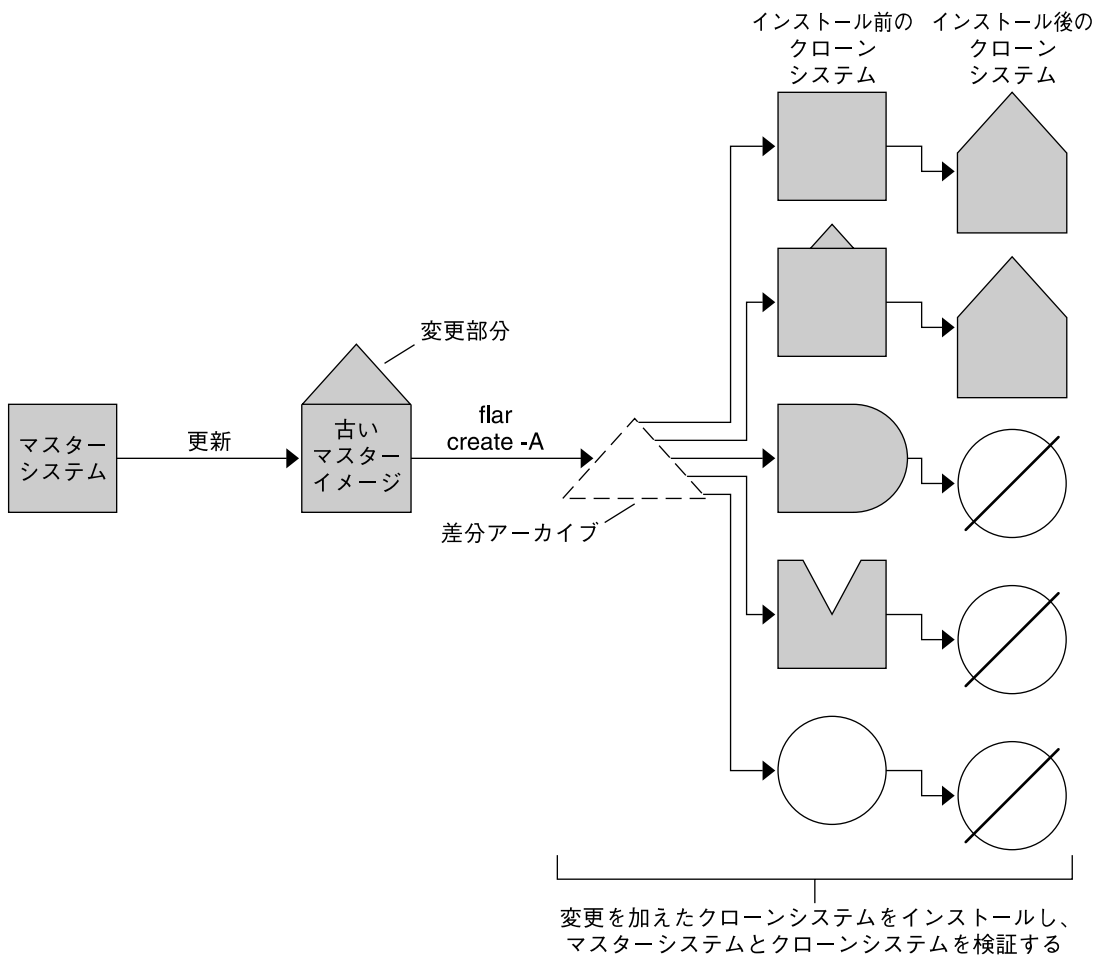 インストール前の
クローン
システム
インストール後の
クローン
システム
変更部分
マスター
システム
更新
古い
マスター
イメージ
flar
create -A
差分アーカイブ
変更を加えたクローンシステムをインストールし、
マスターシステムとクローンシステムを検証する